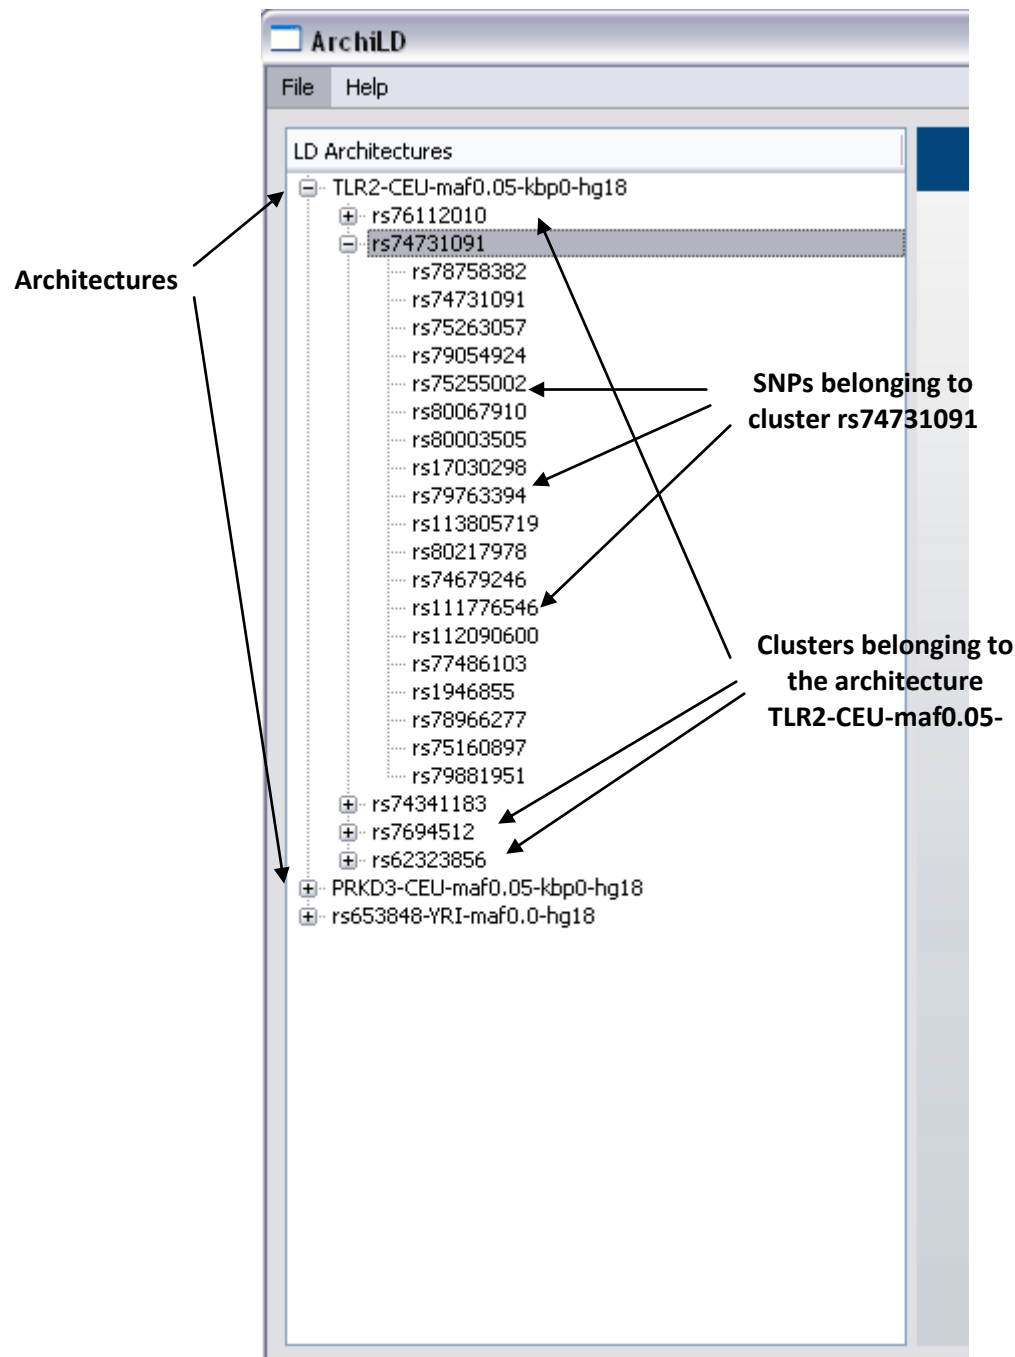 ArchiLD
File Help
LD Architectures
TLR2-CEU-maf0.05-kbp0-hg18
rs76112010
rs74731091
rs78758382
rs74731091
rs75263057
rs79054924
rs75255002
rs80067910
rs80003505
rs17030298
rs79763394
rs113805719
rs80217978
rs74679246
rs111776546
rs112090600
rs77486103
rs1946855
rs78966277
rs75160897
rs79881951
rs74341183
rs7694512
rs62323856
PRKD3-CEU-maf0.05-kbp0-hg18
rs653848-YRI-maf0.0-hg18
Architectures
SNPs belonging to
cluster rs74731091
Clusters belonging to
the architecture
TLR2-CEU-maf0.05-